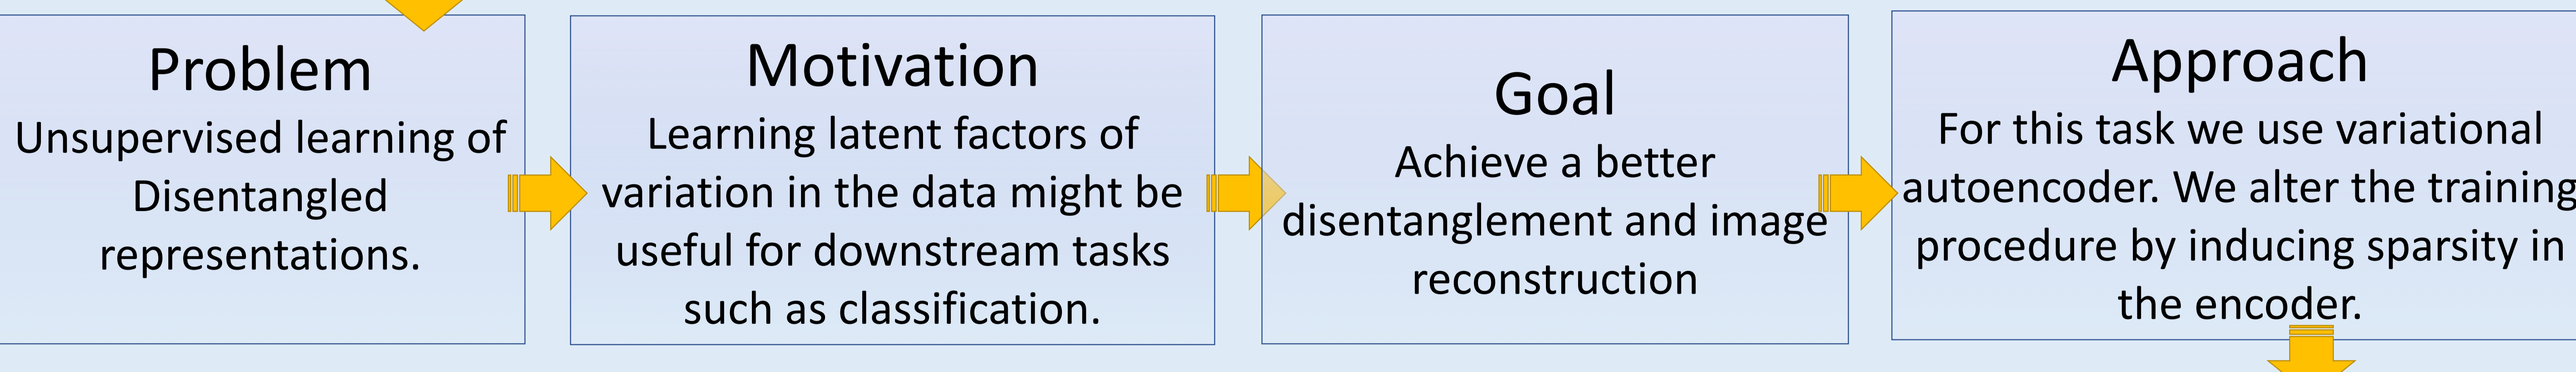 Problem
Unsupervised learning of
Disentangled
representations.
Motivation
Learning latent factors of
variation in the data might be
useful for downstream tasks
such as classification.
Goal
Achieve a better
disentanglement and image
reconstruction
Approach
For this task we use variational
autoencoder. We alter the training
procedure by inducing sparsity in
the encoder.